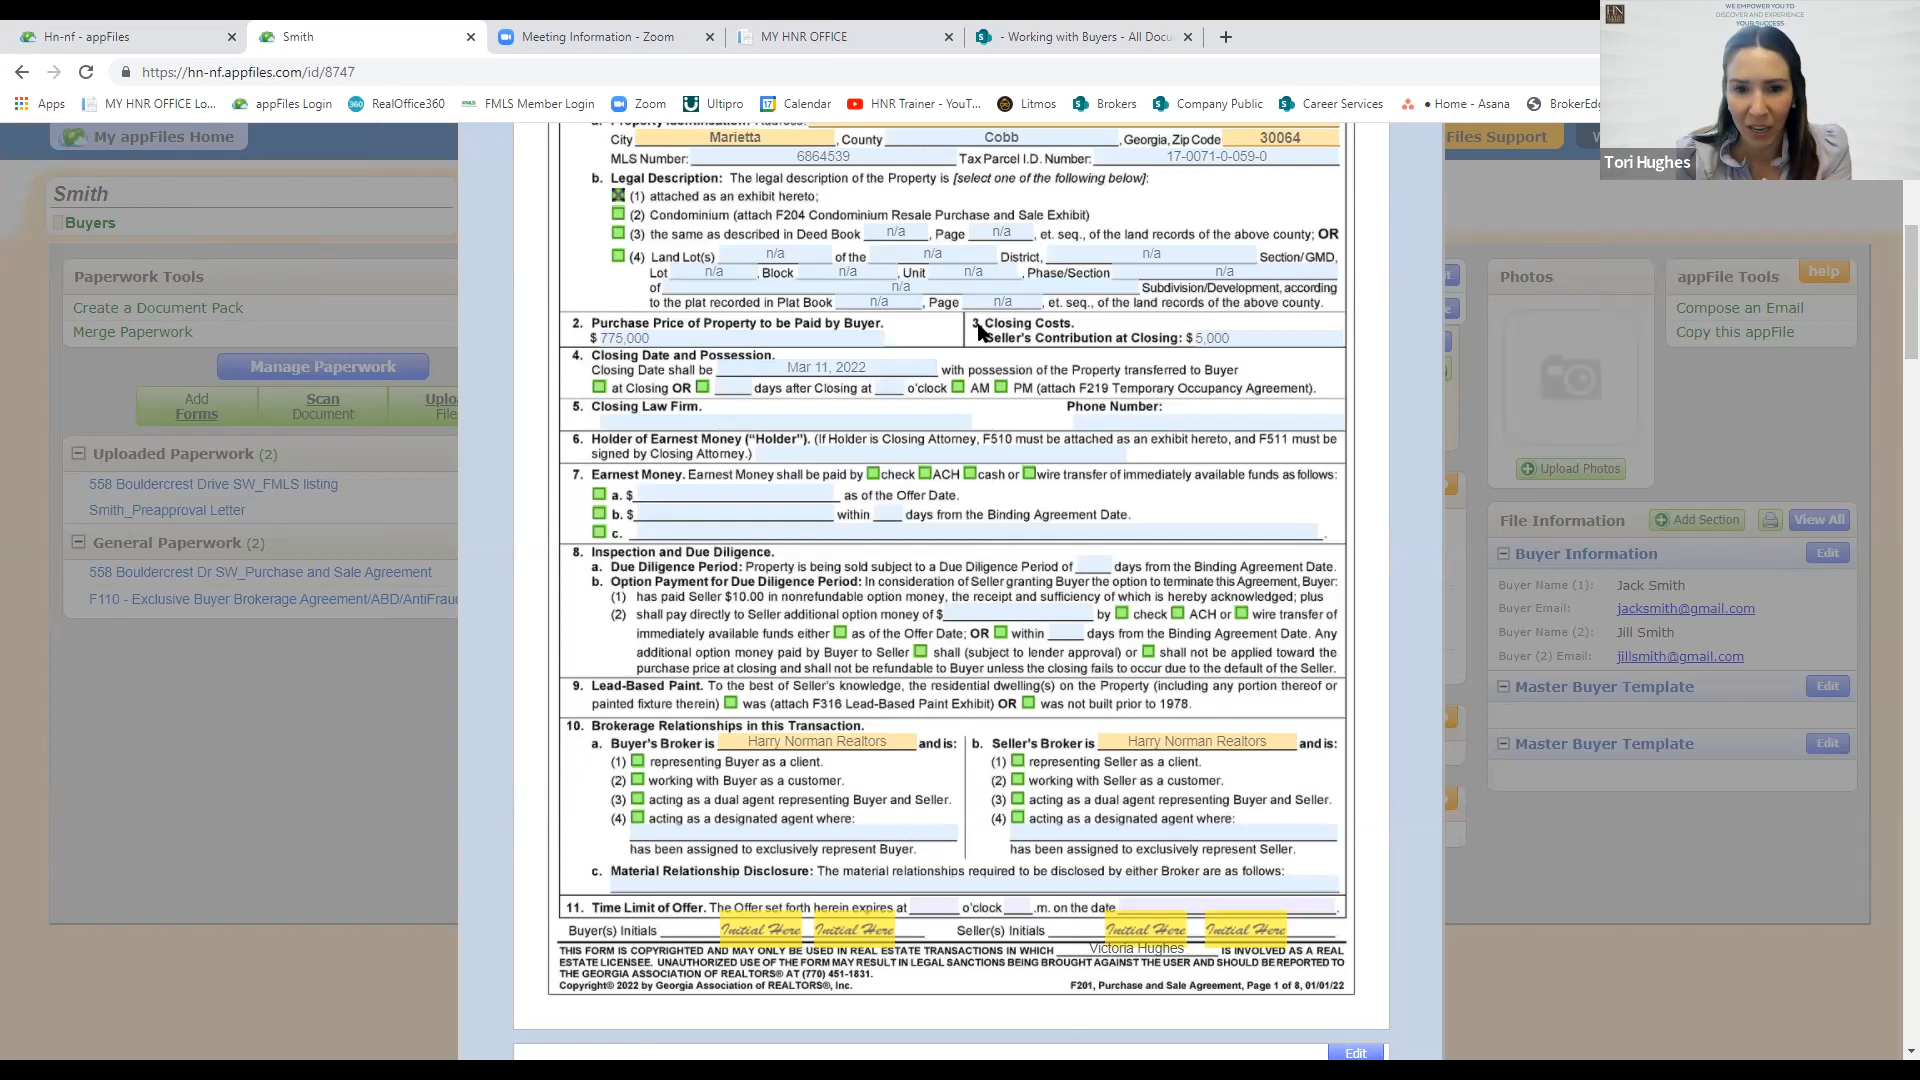 Hn-nf - appFiles
Smith
Meeting Information - Zoom
MY HNR OFFICE
- Working with Buyers - All Docu
https://hn-nf.appfiles.com/id/8747
Apps
MY HNR OFFICE Lo...
appFiles Login
RealOffice360
FMLS Member Login
Zoom
Ultipro
Calendar
HNR Trainer - YouT...
Litmos
Brokers
Company Public
Career Services
Home - Asana
BrokerEdg
HN
WE EMPOWER YOU TO
DISCOVER AND EXPERIENCE
YOUR SUCCESS
Tori Hughes
My appFiles Home
Files Support
Smith
Buyers
Paperwork Tools
Create a Document Pack
Merge Paperwork
Manage Paperwork
Add
Forms
Scan
Document
Uplo
File
Uploaded Paperwork (2)
558 Bouldercrest Drive SW_FMLS listing
Smith_Preapproval Letter
General Paperwork (2)
558 Bouldercrest Dr SW_Purchase and Sale Agreement
F110 - Exclusive Buyer Brokerage Agreement/ABD/AntiFrau
City Marietta, County Cobb, Georgia, Zip Code 30064
MLS Number: 6864539 Tax Parcel I.D. Number: 17-0071-0-059-0
b. Legal Description: The legal description of the Property is [select one of the following below]:
(1) attached as an exhibit hereto;
(2) Condominium (attach F204 Condominium Resale Purchase and Sale Exhibit)
(3) the same as described in Deed Book n/a, Page n/a, et. seq., of the land records of the above county; OR
(4) Land Lot(s) n/a of the n/a District, n/a Section/GMD,
Lot n/a, Block n/a, Unit n/a, Phase/Section n/a
of n/a Subdivision/Development, according
to the plat recorded in Plat Book n/a, Page n/a, et. seq., of the land records of the above county.
2. Purchase Price of Property to be Paid by Buyer.
$ 775,000
3. Closing Costs.
Seller's Contribution at Closing: $ 5,000
4. Closing Date and Possession.
Closing Date shall be Mar 11, 2022 with possession of the Property transferred to Buyer
at Closing OR days after Closing at o'clock AM PM (attach F219 Temporary Occupancy Agreement).
5. Closing Law Firm. Phone Number:
6. Holder of Earnest Money ("Holder"). (If Holder is Closing Attorney, F510 must be attached as an exhibit hereto, and F511 must be
signed by Closing Attorney.)
7. Earnest Money. Earnest Money shall be paid by check ACH cash or wire transfer of immediately available funds as follows:
a. $ as of the Offer Date.
b. $ within days from the Binding Agreement Date.
c. .
8. Inspection and Due Diligence.
a. Due Diligence Period: Property is being sold subject to a Due Diligence Period of days from the Binding Agreement Date.
b. Option Payment for Due Diligence Period: In consideration of Seller granting Buyer the option to terminate this Agreement, Buyer:
(1) has paid Seller $10.00 in nonrefundable option money, the receipt and sufficiency of which is hereby acknowledged; plus
(2) shall pay directly to Seller additional option money of $ by check ACH or wire transfer of
immediately available funds either as of the Offer Date; OR within days from the Binding Agreement Date. Any
additional option money paid by Buyer to Seller shall (subject to lender approval) or shall not be applied toward the
purchase price at closing and shall not be refundable to Buyer unless the closing fails to occur due to the default of the Seller.
9. Lead-Based Paint. To the best of Seller's knowledge, the residential dwelling(s) on the Property (including any portion thereof or
painted fixture therein) was (attach F316 Lead-Based Paint Exhibit) OR was not built prior to 1978.
10. Brokerage Relationships in this Transaction.
a. Buyer's Broker is Harry Norman Realtors and is:
(1) representing Buyer as a client.
(2) working with Buyer as a customer.
(3) acting as a dual agent representing Buyer and Seller.
(4) acting as a designated agent where:
has been assigned to exclusively represent Buyer.
b. Seller's Broker is Harry Norman Realtors and is:
(1) representing Seller as a client.
(2) working with Seller as a customer.
(3) acting as a dual agent representing Buyer and Seller.
(4) acting as a designated agent where:
has been assigned to exclusively represent Seller.
c. Material Relationship Disclosure: The material relationships required to be disclosed by either Broker are as follows:
11. Time Limit of Offer. The Offer set forth herein expires at o'clock .m. on the date .
Buyer(s) Initials Initial Here Initial Here Seller(s) Initials Initial Here Initial Here
THIS FORM IS COPYRIGHTED AND MAY ONLY BE USED IN REAL ESTATE TRANSACTIONS IN WHICH Victoria Hughes IS INVOLVED AS A REAL
ESTATE LICENSEE. UNAUTHORIZED USE OF THE FORM MAY RESULT IN LEGAL SANCTIONS BEING BROUGHT AGAINST THE USER AND SHOULD BE REPORTED TO
THE GEORGIA ASSOCIATION OF REALTORS® AT (770) 451-1831.
Copyright© 2022 by Georgia Association of REALTORS®, Inc. F201, Purchase and Sale Agreement, Page 1 of 8, 01/01/22
Edit
Photos
Upload Photos
appFile Tools
help
Compose an Email
Copy this appFile
File Information
Add Section
View All
Buyer Information
Edit
Buyer Name (1): Jack Smith
Buyer Email: jacksmith@gmail.com
Buyer Name (2): Jill Smith
Buyer (2) Email: jillsmith@gmail.com
Master Buyer Template
Edit
Master Buyer Template
Edit